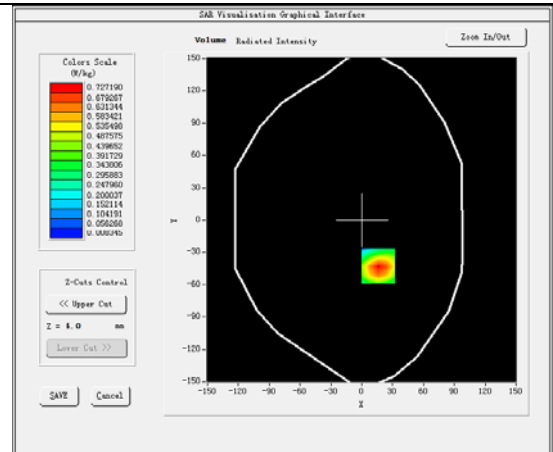 SAR Visualisation Graphical Interface
Volume Radiated Intensity
Zoom In/Out
Colors Scale
(W/kg)
0.727190
0.679267
0.631344
0.583421
0.535498
0.487575
0.439652
0.391729
0.343806
0.295883
0.247960
0.200037
0.152114
0.104191
0.056268
0.008345
Z-Cuts Control
<< Upper Cut
Z = 4.0 mm
Lower Cut >>
SAVE
Cancel
150
120
90
60
30
0
-30
-60
-90
-120
-150
Y
-150 -120 -90 -60 -30 0 30 60 90 120 150
X